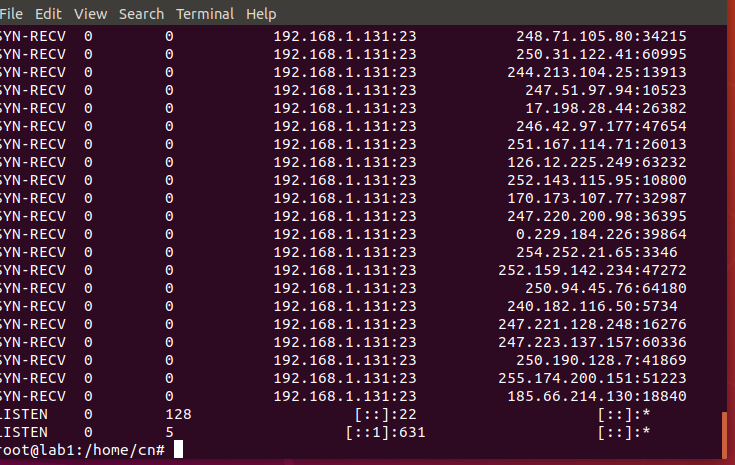 File Edit View Search Terminal Help
SYN-RECV 0 0 192.168.1.131:23 248.71.105.80:34215
SYN-RECV 0 0 192.168.1.131:23 250.31.122.41:60995
SYN-RECV 0 0 192.168.1.131:23 244.213.104.25:13913
SYN-RECV 0 0 192.168.1.131:23 247.51.97.94:10523
SYN-RECV 0 0 192.168.1.131:23 17.198.28.44:26382
SYN-RECV 0 0 192.168.1.131:23 246.42.97.177:47654
SYN-RECV 0 0 192.168.1.131:23 251.167.114.71:26013
SYN-RECV 0 0 192.168.1.131:23 126.12.225.249:63232
SYN-RECV 0 0 192.168.1.131:23 252.143.115.95:10800
SYN-RECV 0 0 192.168.1.131:23 170.173.107.77:32987
SYN-RECV 0 0 192.168.1.131:23 247.220.200.98:36395
SYN-RECV 0 0 192.168.1.131:23 0.229.184.226:39864
SYN-RECV 0 0 192.168.1.131:23 254.252.21.65:3346
SYN-RECV 0 0 192.168.1.131:23 252.159.142.234:47272
SYN-RECV 0 0 192.168.1.131:23 250.94.45.76:64180
SYN-RECV 0 0 192.168.1.131:23 240.182.116.50:5734
SYN-RECV 0 0 192.168.1.131:23 247.221.128.248:16276
SYN-RECV 0 0 192.168.1.131:23 247.223.137.157:60336
SYN-RECV 0 0 192.168.1.131:23 250.190.128.7:41869
SYN-RECV 0 0 192.168.1.131:23 255.174.200.151:51223
SYN-RECV 0 0 192.168.1.131:23 185.66.214.130:18840
LISTEN 0 128 [::]:22 [::]:*
LISTEN 0 5 [::1]:631 [::]:*
root@lab1:/home/cn#